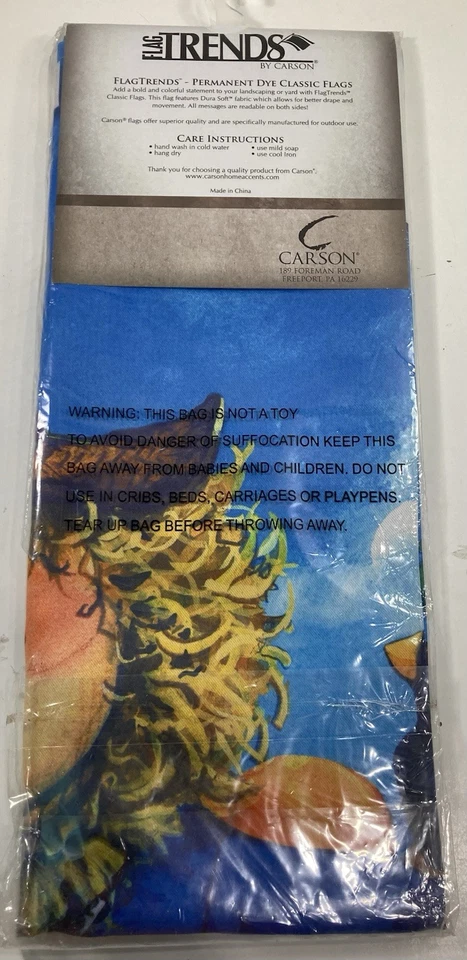 FLAG TRENDS
BY CARSON®
FLAGTRENDS™ - PERMANENT DYE CLASSIC FLAGS
Add a bold and colorful statement to your landscaping or yard with FlagTrends™
Classic Flags. This flag features Dura Soft™ fabric which allows for better drape and
movement. All messages are readable on both sides!
Carson® flags offer superior quality and are specifically manufactured for outdoor use.
CARE INSTRUCTIONS
• hand wash in cold water • use mild soap
• hang dry • use cool Iron
Thank you for choosing a quality product from Carson®.
www.carsonhomeaccents.com
Made in China
CARSON®
189 FOREMAN ROAD
FREEPORT, PA 16229
WARNING: THIS BAG IS NOT A TOY
TO AVOID DANGER OF SUFFOCATION KEEP THIS
BAG AWAY FROM BABIES AND CHILDREN. DO NOT
USE IN CRIBS, BEDS, CARRIAGES OR PLAYPENS.
TEAR UP BAG BEFORE THROWING AWAY.